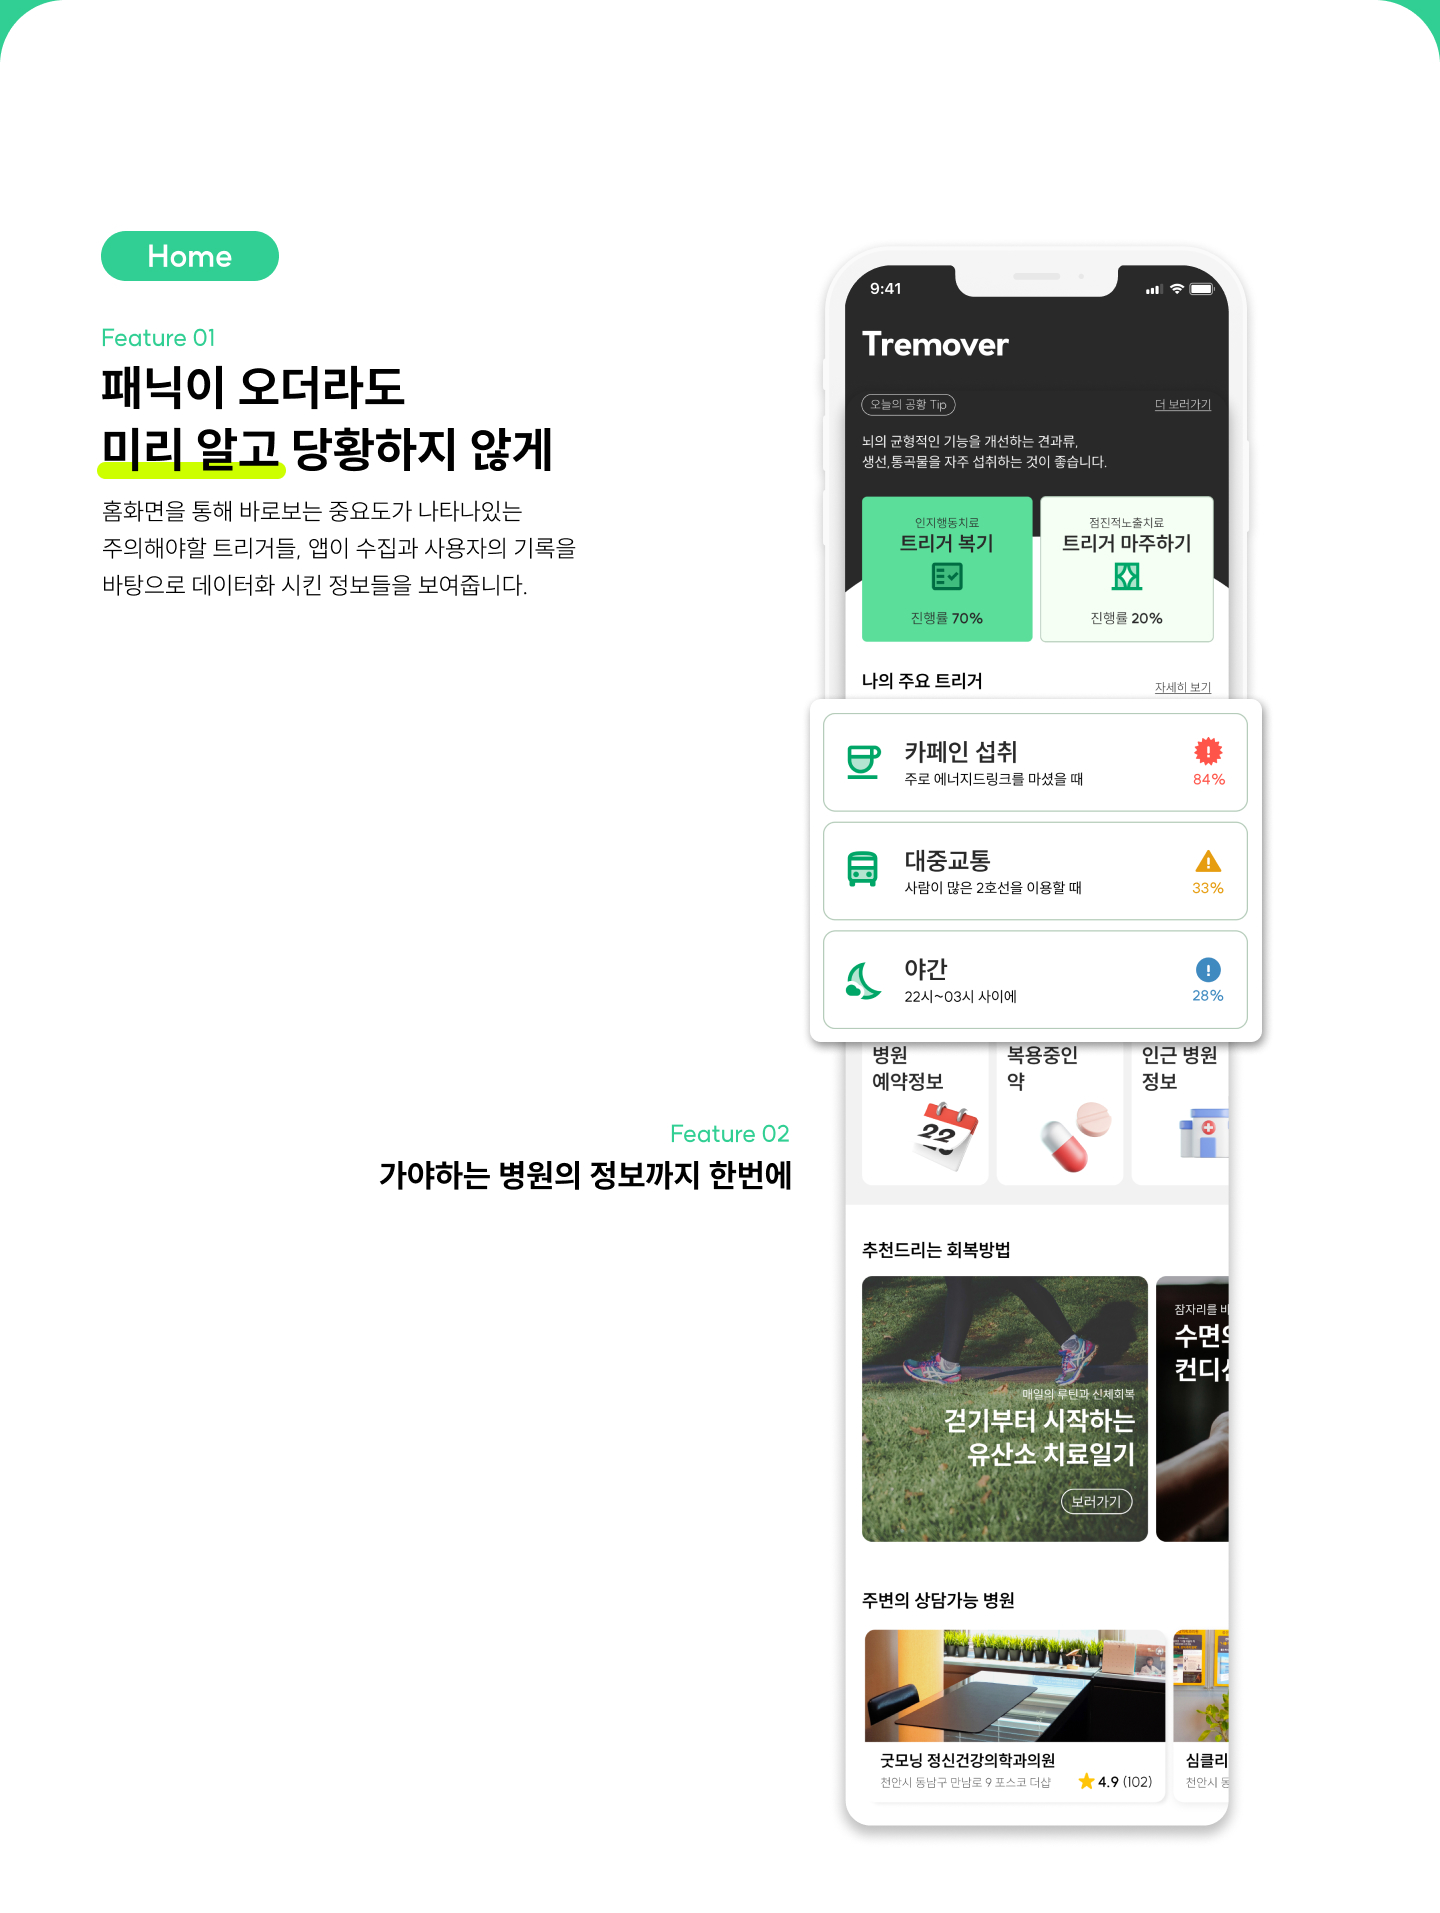 Home
Feature 01
패닉이 오더라도
미리 알고 당황하지 않게
홈화면을 통해 바로보는 중요도가 나타나있는
주의해야할 트리거들, 앱이 수집과 사용자의 기록을
바탕으로 데이터화 시킨 정보들을 보여줍니다.
9:41
Tremover
오늘의 공황 Tip
더 보러가기
뇌의 균형적인 기능을 개선하는 견과류,
생선,통곡물을 자주 섭취하는 것이 좋습니다.
인지행동치료
트리거 복기
진행률 70%
점진적노출치료
트리거 마주하기
진행률 20%
나의 주요 트리거
자세히 보기
카페인 섭취
주로 에너지드링크를 마셨을 때
84%
대중교통
사람이 많은 2호선을 이용할 때
33%
야간
22시~03시 사이에
28%
병원
예약정보
22
복용중인
약
인근 병원
정보
Feature 02
가야하는 병원의 정보까지 한번에
추천드리는 회복방법
매일의 루틴과 신체회복
걷기부터 시작하는
유산소 치료일기
보러가기
잠자리를
수면
컨디
주변의 상담가능 병원
굿모닝 정신건강의학과의원
천안시 동남구 만남로 9 포스코 더샵
4.9 (102)
심클리
천안시